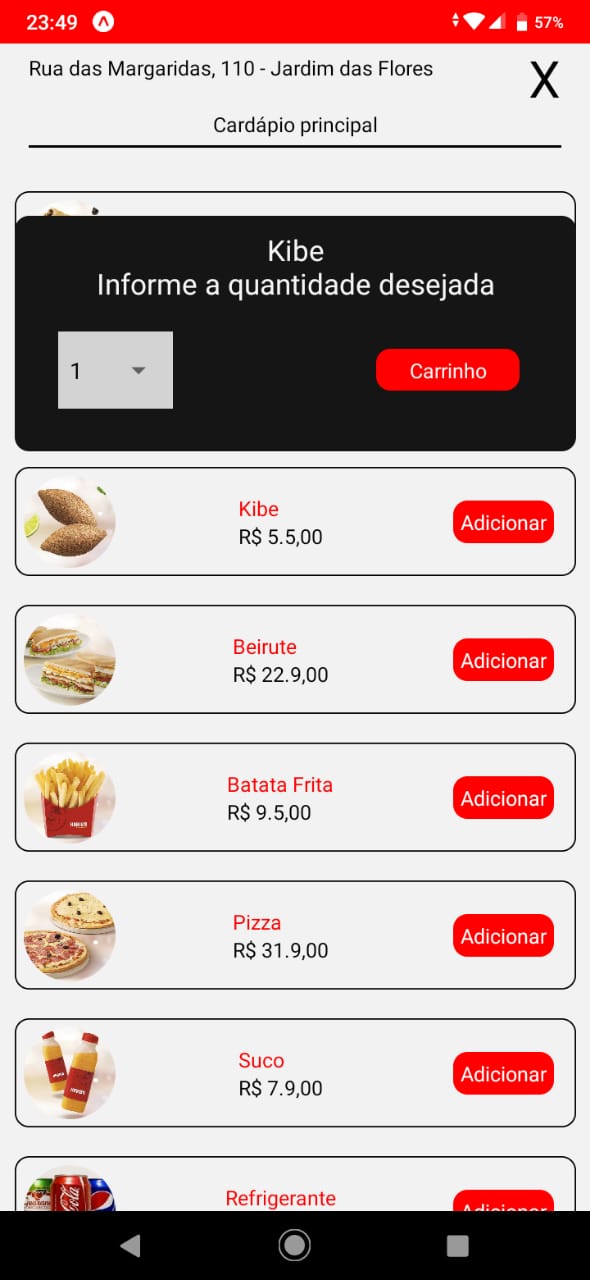 23:49
57%
Rua das Margaridas, 110 - Jardim das Flores
X
Cardápio principal
Kibe
Informe a quantidade desejada
1
Carrinho
Kibe
R$ 5.5,00
Adicionar
Beirute
R$ 22.9,00
Adicionar
Batata Frita
R$ 9.5,00
Adicionar
Pizza
R$ 31.9,00
Adicionar
Suco
R$ 7.9,00
Adicionar
Refrigerante
Adicionar